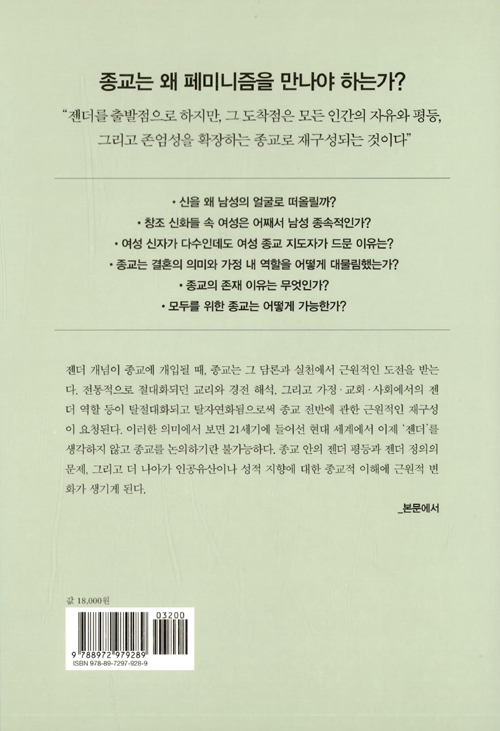 종교는 왜 페미니즘을 만나야 하는가?
“젠더를 출발점으로 하지만, 그 도착점은 모든 인간의 자유와 평등,
그리고 존엄성을 확장하는 종교로 재구성되는 것이다”
• 신을 왜 남성의 얼굴로 떠올릴까?
• 창조 신화들 속 여성은 어째서 남성 종속적인가?
• 여성 신자가 다수인데도 여성 종교 지도자가 드문 이유는?
• 종교는 결혼의 의미와 가정 내 역할을 어떻게 대물림했는가?
• 종교의 존재 이유는 무엇인가?
• 모두를 위한 종교는 어떻게 가능한가?
젠더 개념이 종교에 개입될 때, 종교는 그 담론과 실천에서 근원적인 도전을 받는
다. 전통적으로 절대화되던 교리와 경전 해석, 그리고 가정·교회·사회에서의 젠
더 역할 등이 탈절대화되고 탈자연화됨으로써 종교 전반에 관한 근원적인 재구성
이 요청된다. 이러한 의미에서 보면 21세기에 들어선 현대 세계에서 이제 ‘젠더’를
생각하지 않고 종교를 논의하기란 불가능하다. 종교 안의 젠더 평등과 젠더 정의의
문제, 그리고 더 나아가 인공유산이나 성적 지향에 대한 종교적 이해에 근원적 변
화가 생기게 된다.
_본문에서
값 18,000원
03200
9 788972 979289
ISBN 978-89-7297-928-9